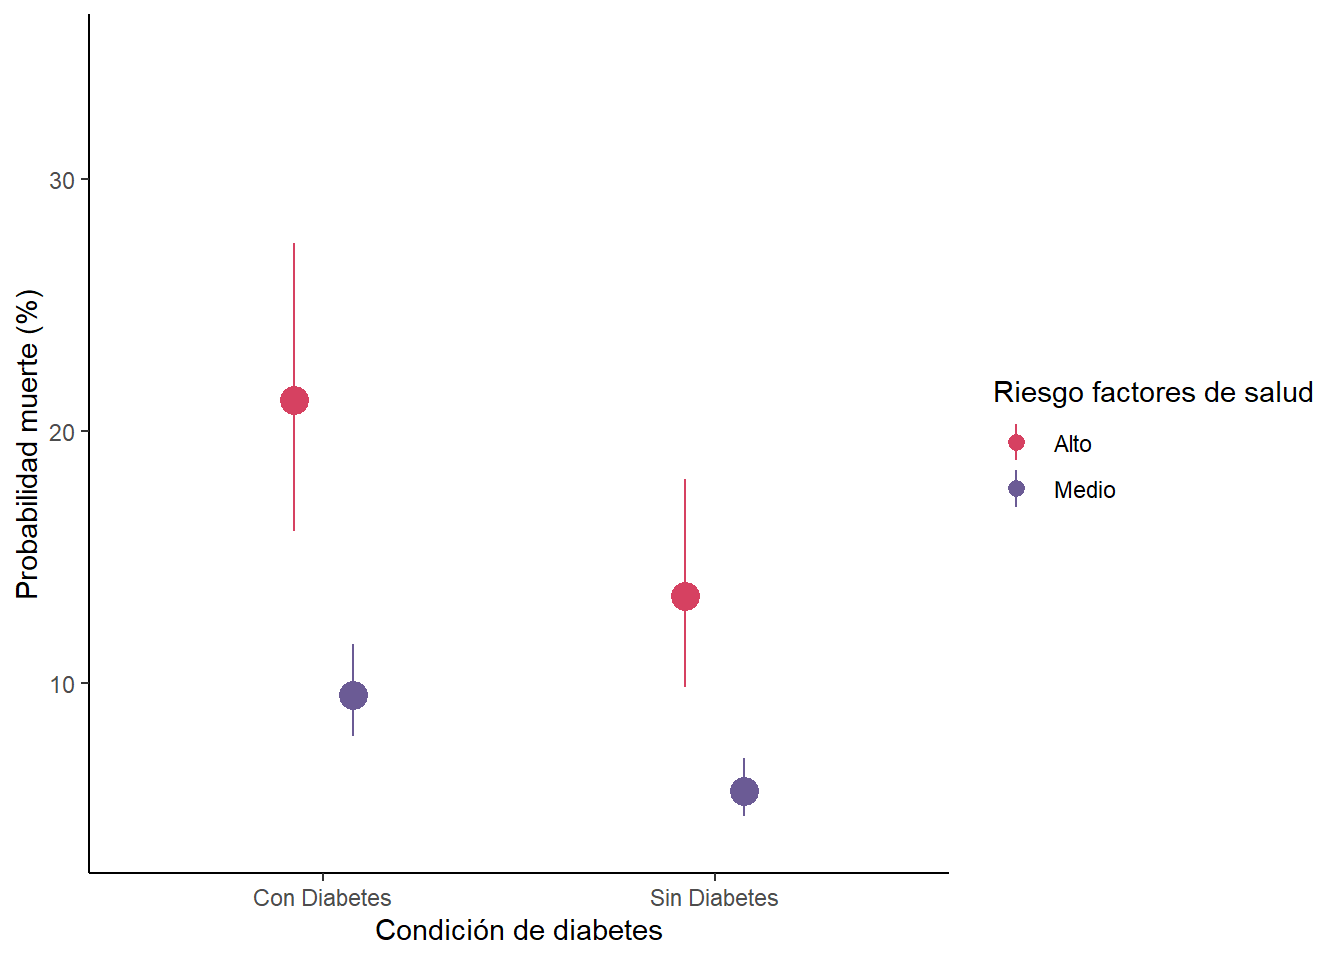 Probabilidad muerte (%)
30
20
10
Con Diabetes
Sin Diabetes
Condición de diabetes
Riesgo factores de salud
Alto
Medio